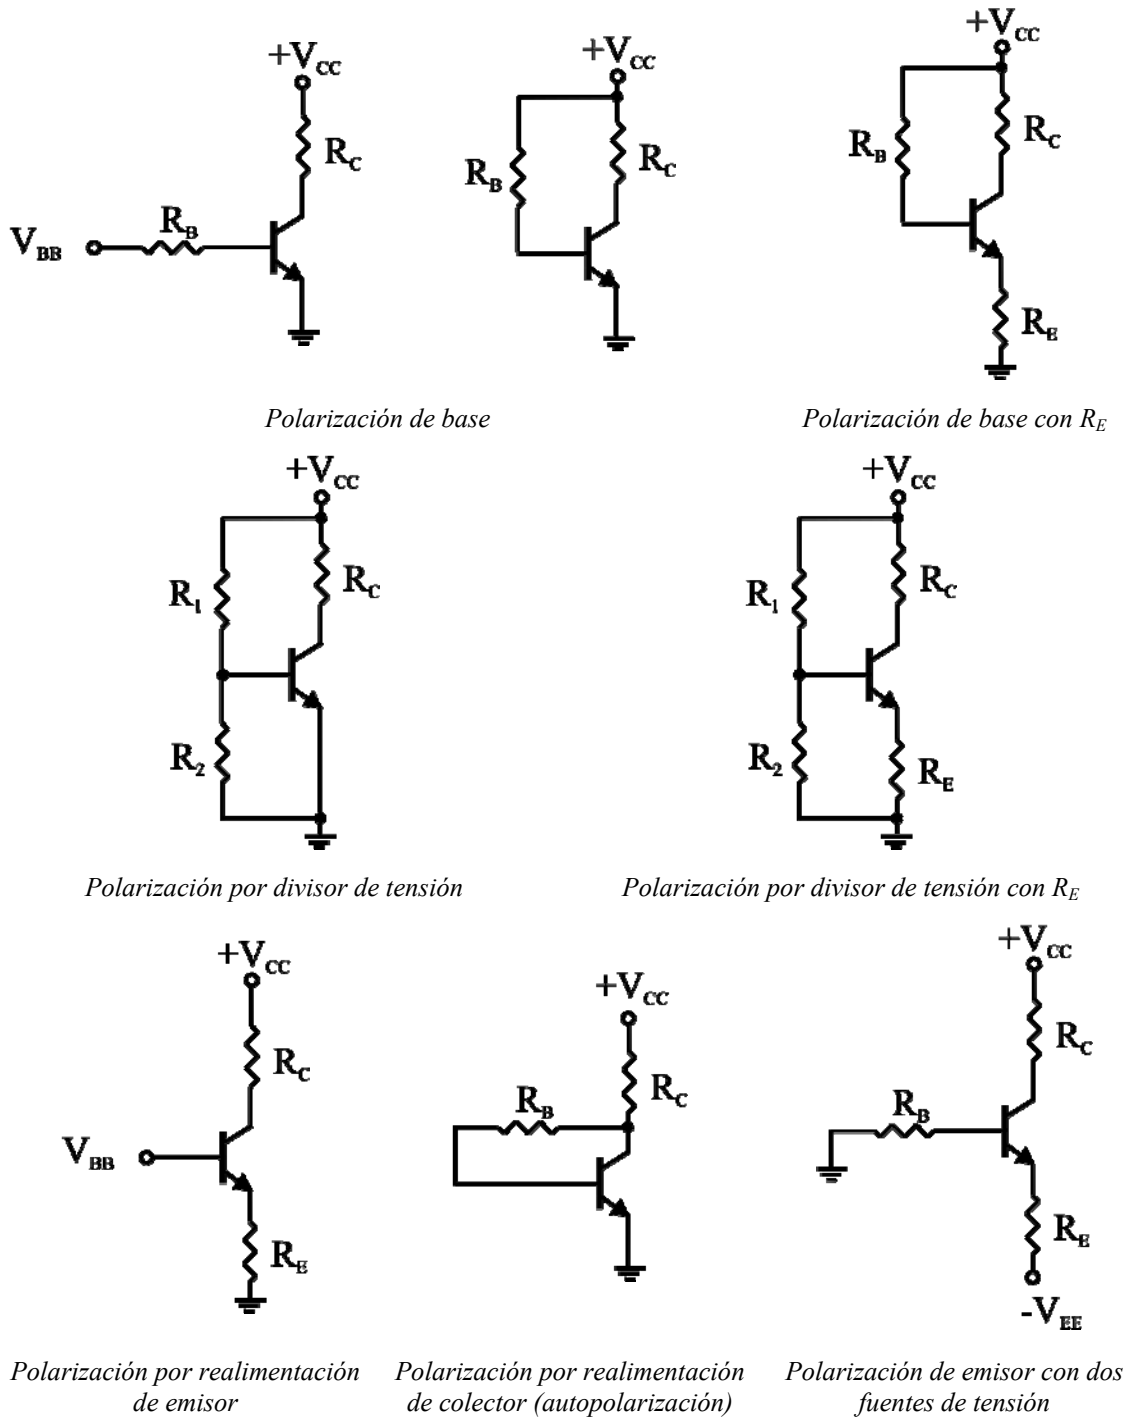 +V_CC
+V_CC
+V_CC
R_C
R_C
R_C
R_B
R_B
R_B
V_BB
R_E
Polarización de base
Polarización de base con R_E
+V_CC
+V_CC
R_1
R_C
R_1
R_C
R_2
R_2
R_E
Polarización por divisor de tensión
Polarización por divisor de tensión con R_E
+V_CC
+V_CC
+V_CC
R_C
R_C
R_C
R_B
R_B
V_BB
R_E
R_E
-V_EE
Polarización por realimentación
de emisor
Polarización por realimentación
de colector (autopolarización)
Polarización de emisor con dos
fuentes de tensión